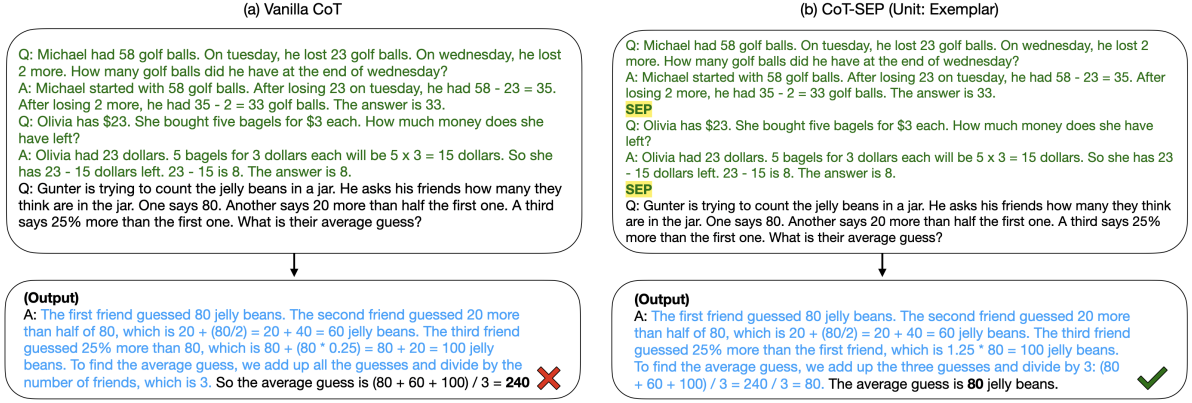 (a) Vanilla CoT
Q: Michael had 58 golf balls. On tuesday, he lost 23 golf balls. On wednesday, he lost
2 more. How many golf balls did he have at the end of wednesday?
A: Michael started with 58 golf balls. After losing 23 on tuesday, he had 58 - 23 = 35.
After losing 2 more, he had 35 - 2 = 33 golf balls. The answer is 33.
Q: Olivia has $23. She bought five bagels for $3 each. How much money does she
have left?
A: Olivia had 23 dollars. 5 bagels for 3 dollars each will be 5 x 3 = 15 dollars. So she
has 23 - 15 dollars left. 23 - 15 is 8. The answer is 8.
Q: Gunter is trying to count the jelly beans in a jar. He asks his friends how many they
think are in the jar. One says 80. Another says 20 more than half the first one. A third
says 25% more than the first one. What is their average guess?
(Output)
A: The first friend guessed 80 jelly beans. The second friend guessed 20 more
than half of 80, which is 20 + (80/2) = 20 + 40 = 60 jelly beans. The third friend
guessed 25% more than 80, which is 80 + (80 * 0.25) = 80 + 20 = 100 jelly
beans. To find the average guess, we add up all the guesses and divide by the
number of friends, which is 3. So the average guess is (80 + 60 + 100) / 3 = 240
(b) CoT-SEP (Unit: Exemplar)
Q: Michael had 58 golf balls. On tuesday, he lost 23 golf balls. On wednesday, he lost 2
more. How many golf balls did he have at the end of wednesday?
A: Michael started with 58 golf balls. After losing 23 on tuesday, he had 58 - 23 = 35. After
losing 2 more, he had 35 - 2 = 33 golf balls. The answer is 33.
SEP
Q: Olivia has $23. She bought five bagels for $3 each. How much money does she have
left?
A: Olivia had 23 dollars. 5 bagels for 3 dollars each will be 5 x 3 = 15 dollars. So she has 23
- 15 dollars left. 23 - 15 is 8. The answer is 8.
SEP
Q: Gunter is trying to count the jelly beans in a jar. He asks his friends how many they think
are in the jar. One says 80. Another says 20 more than half the first one. A third says 25%
more than the first one. What is their average guess?
(Output)
A: The first friend guessed 80 jelly beans. The second friend guessed 20 more
than half of 80, which is 20 + (80/2) = 20 + 40 = 60 jelly beans. The third friend
guessed 25% more than the first friend, which is 1.25 * 80 = 100 jelly beans.
To find the average guess, we add up the three guesses and divide by 3: (80
+ 60 + 100) / 3 = 240 / 3 = 80. The average guess is 80 jelly beans.